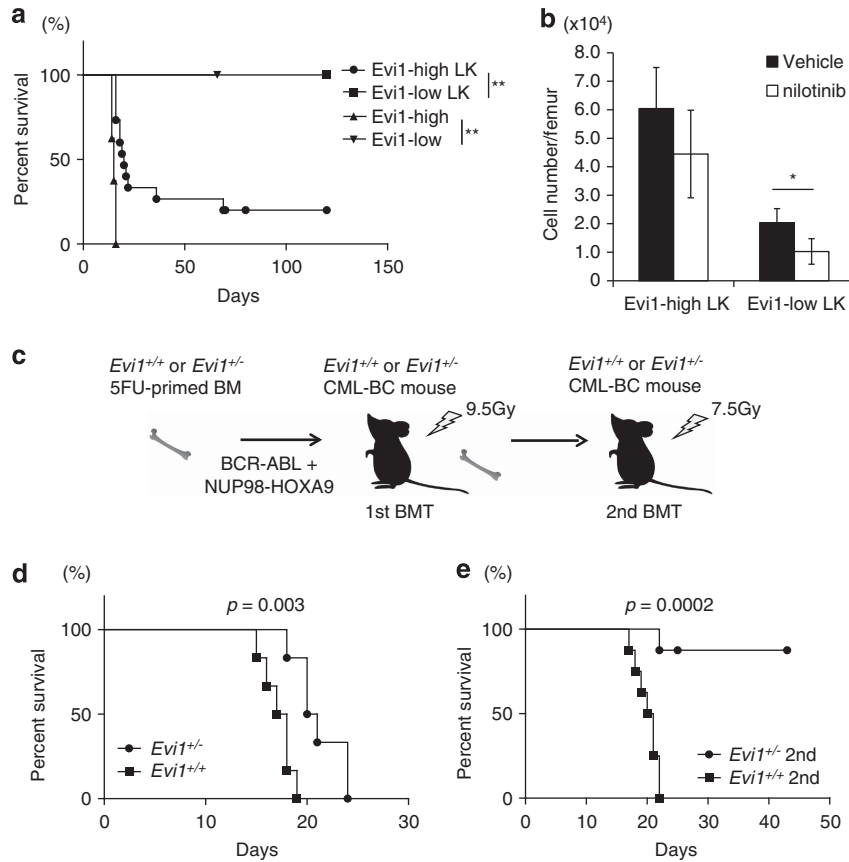 a
(%)
100
50
0
Percent survival
0 50 100 150
Days
Evi1-high LK
Evi1-low LK
**
Evi1-high
Evi1-low
**
b
(x10⁴)
8.0
7.0
6.0
5.0
4.0
3.0
2.0
1.0
0
Cell number/femur
Vehicle
nilotinib
*
Evi1-high LK Evi1-low LK
c
Evi1+/+ or Evi1+/-
5FU-primed BM
BCR-ABL +
NUP98-HOXA9
Evi1+/+ or Evi1+/-
CML-BC mouse
9.5Gy
1st BMT
Evi1+/+ or Evi1+/-
CML-BC mouse
7.5Gy
2nd BMT
d
(%)
p = 0.003
100
50
0
Percent survival
Evi1+/-
Evi1+/+
0 10 20 30
Days
e
(%)
p = 0.0002
100
50
0
Percent survival
Evi1+/- 2nd
Evi1+/+ 2nd
0 10 20 30 40 50
Days